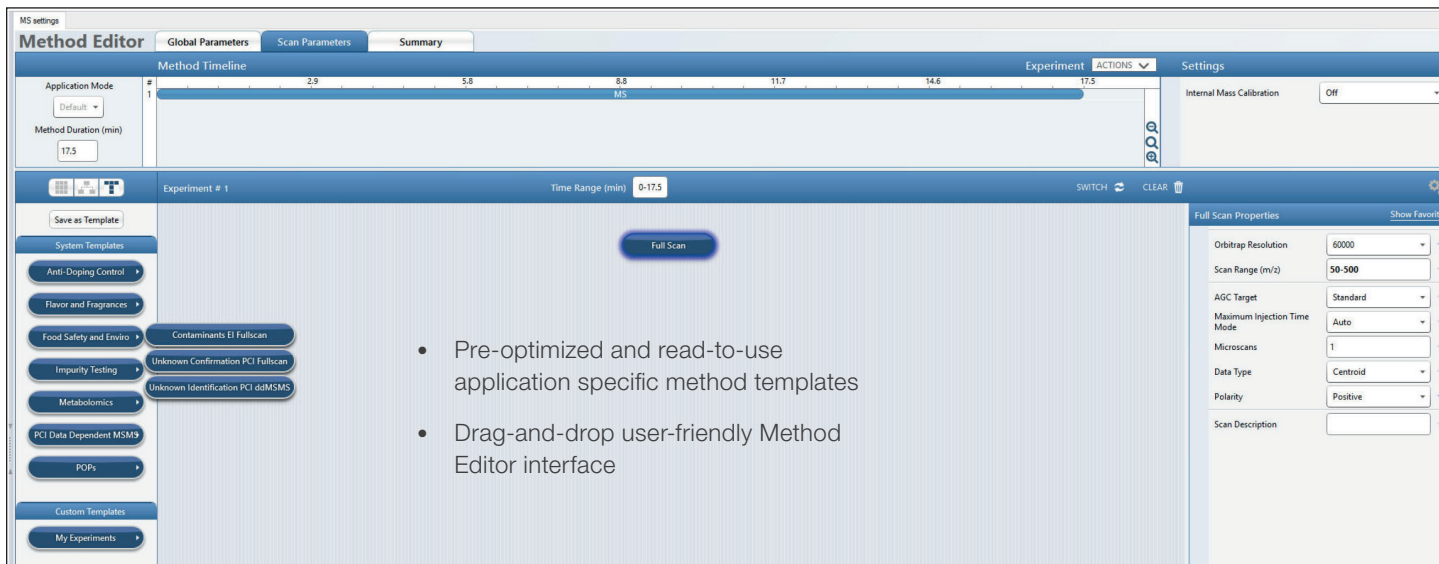 MS settings
Method Editor
Global Parameters
Scan Parameters
Summary
Method Timeline
Experiment ACTIONS
Settings
Application Mode
Default
Method Duration (min)
17.5
#
2.9 5.8 8.8 11.7 14.6 17.5
1 MS
Internal Mass Calibration Off
Experiment # 1
Time Range (min) 0-17.5
SWITCH
CLEAR
Save as Template
System Templates
Anti-Doping Control
Flavor and Fragrances
Food Safety and Enviro
Impurity Testing
Metabolomics
PCI Data Dependent MSMS
POPs
Custom Templates
My Experiments
Contaminants EI Fullscan
Unknown Confirmation PCI Fullscan
Unknown Identification PCI ddMSMS
Full Scan
• Pre-optimized and read-to-use
application specific method templates
• Drag-and-drop user-friendly Method
Editor interface
Full Scan Properties
Show Favorit
Orbitrap Resolution 60000
Scan Range (m/z) 50-500
AGC Target Standard
Maximum Injection Time
Mode Auto
Microscans 1
Data Type Centroid
Polarity Positive
Scan Description